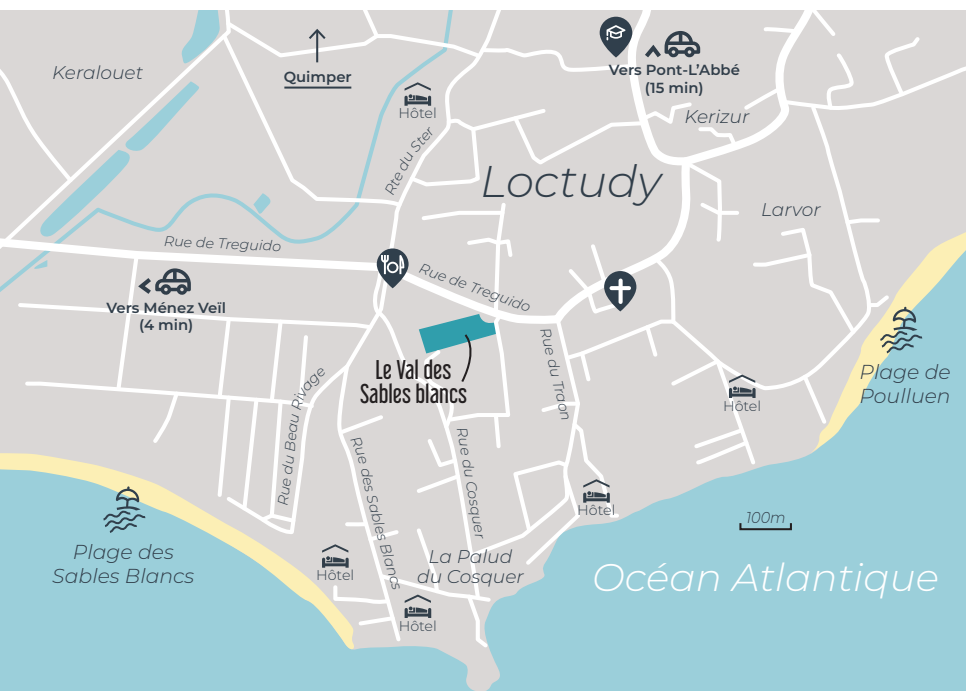 Keralouet
Quimper
Vers Pont-L'Abbé
(15 min)
Hôtel
Kerizur
Rte du Ster
Loctudy
Larvor
Rue de Treguido
Rue de Treguido
Vers Ménez Veïl
(4 min)
Le Val des
Sables blancs
Rue du Traon
Plage de
Poulluen
Hôtel
Rue du Beau Rivage
Rue des Sables Blancs
Rue du Cosquer
Hôtel
100m
Plage des
Sables Blancs
Hôtel
La Palud
du Cosquer
Océan Atlantique
Hôtel